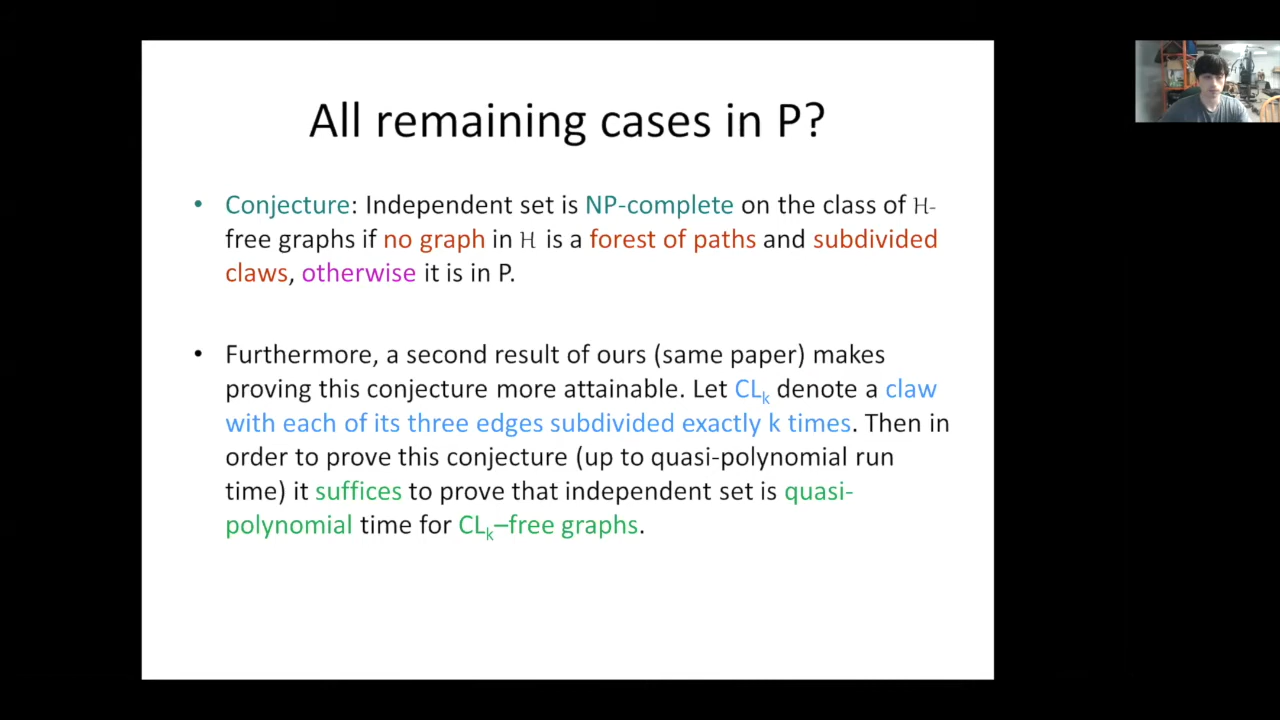 All remaining cases in P?
• Conjecture: Independent set is NP-complete on the class of H-
free graphs if no graph in H is a forest of paths and subdivided
claws, otherwise it is in P.
• Furthermore, a second result of ours (same paper) makes
proving this conjecture more attainable. Let CLk denote a claw
with each of its three edges subdivided exactly k times. Then in
order to prove this conjecture (up to quasi-polynomial run
time) it suffices to prove that independent set is quasi-
polynomial time for CLk–free graphs.